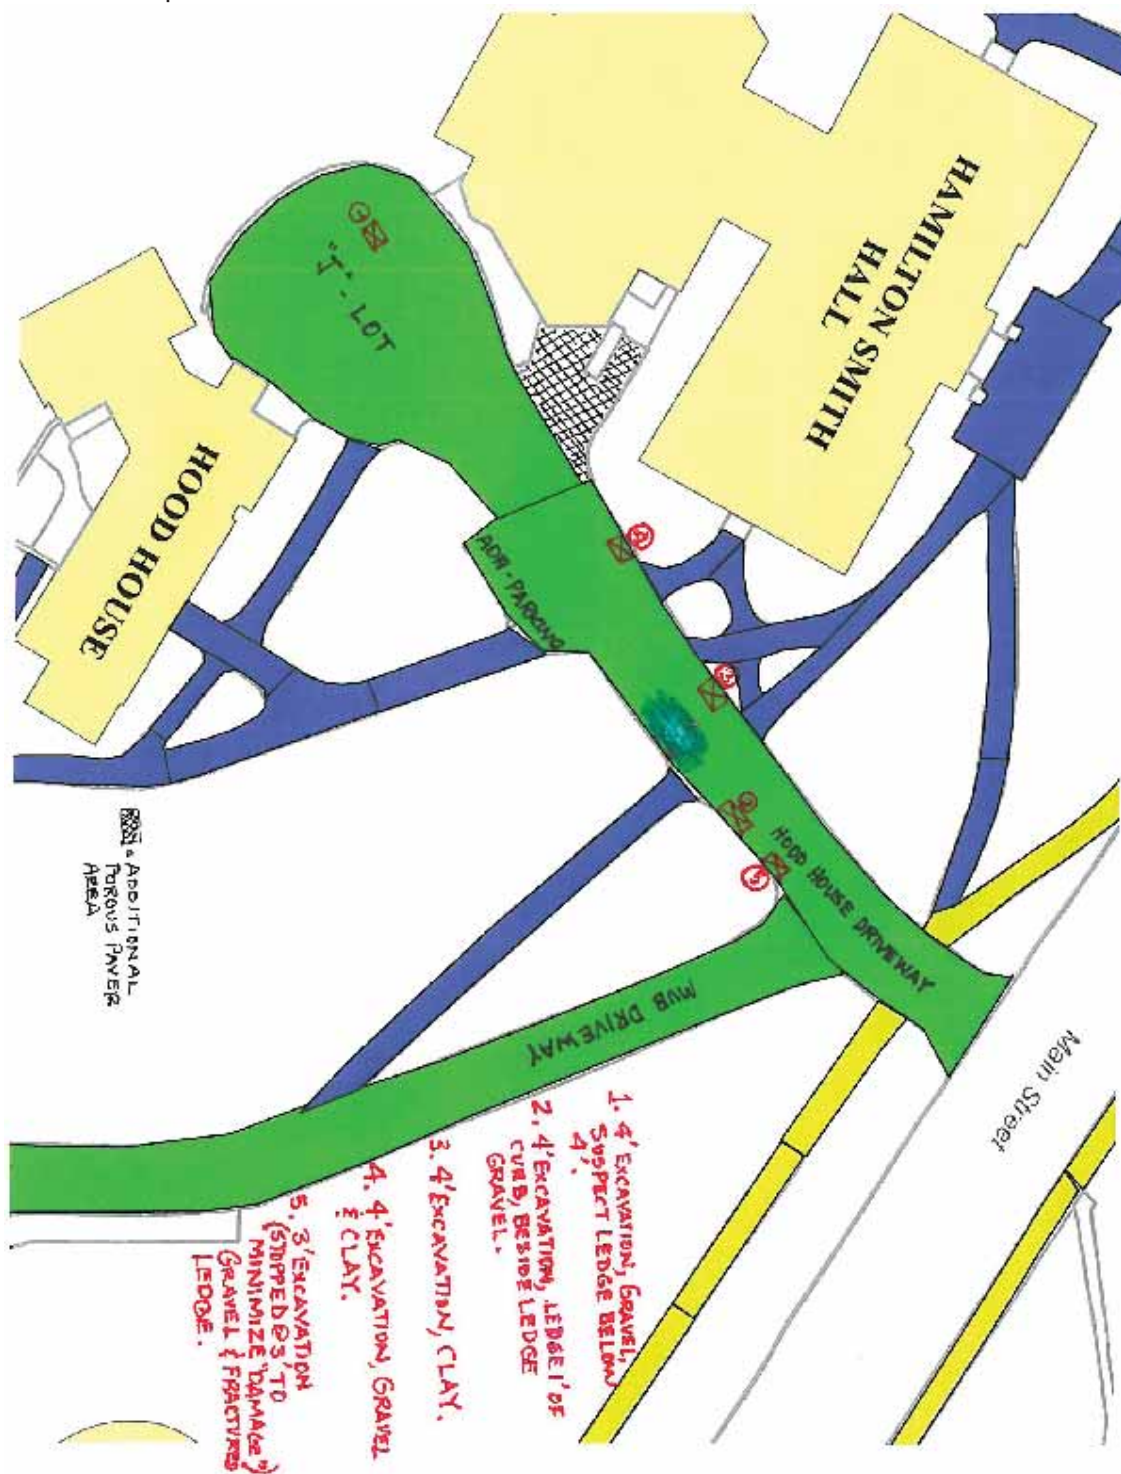 HAMILTON SMITH
HALL
"J"-LOT
HOOD HOUSE
ADA-PARKING
HOOD HOUSE DRIVEWAY
MUB DRIVEWAY
Main Street
= ADDITIONAL
POROUS PAVER
AREA
1. 4' EXCAVATION, GRAVEL,
SUSPECT LEDGE BELOW
4'.
2. 4' EXCAVATION, LEDGE 1' OF
CURB, BESIDE LEDGE
GRAVEL.
3. 4' EXCAVATION, CLAY.
4. 4' EXCAVATION, GRAVEL
& CLAY.
5. 3' EXCAVATION
(STOPPED @ 3' TO
MINIMIZE "DAMAGE")
GRAVEL & FRACTURED
LEDGE.
5